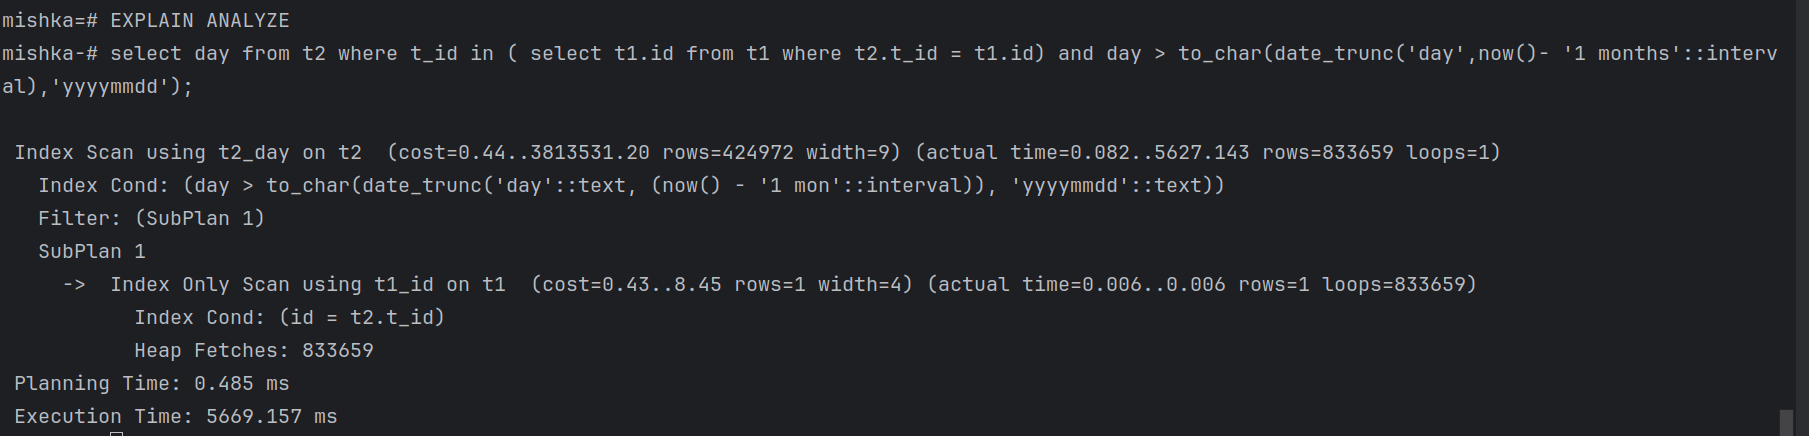 mishka=# EXPLAIN ANALYZE
mishka-# select day from t2 where t_id in ( select t1.id from t1 where t2.t_id = t1.id) and day > to_char(date_trunc('day',now()- '1 months'::interv
al),'yyyymmdd');
Index Scan using t2_day on t2  (cost=0.44..3813531.20 rows=424972 width=9) (actual time=0.082..5627.143 rows=833659 loops=1)
Index Cond: (day > to_char(date_trunc('day'::text, (now() - '1 mon'::interval)), 'yyyymmdd'::text))
Filter: (SubPlan 1)
SubPlan 1
->  Index Only Scan using t1_id on t1  (cost=0.43..8.45 rows=1 width=4) (actual time=0.006..0.006 rows=1 loops=833659)
Index Cond: (id = t2.t_id)
Heap Fetches: 833659
Planning Time: 0.485 ms
Execution Time: 5669.157 ms